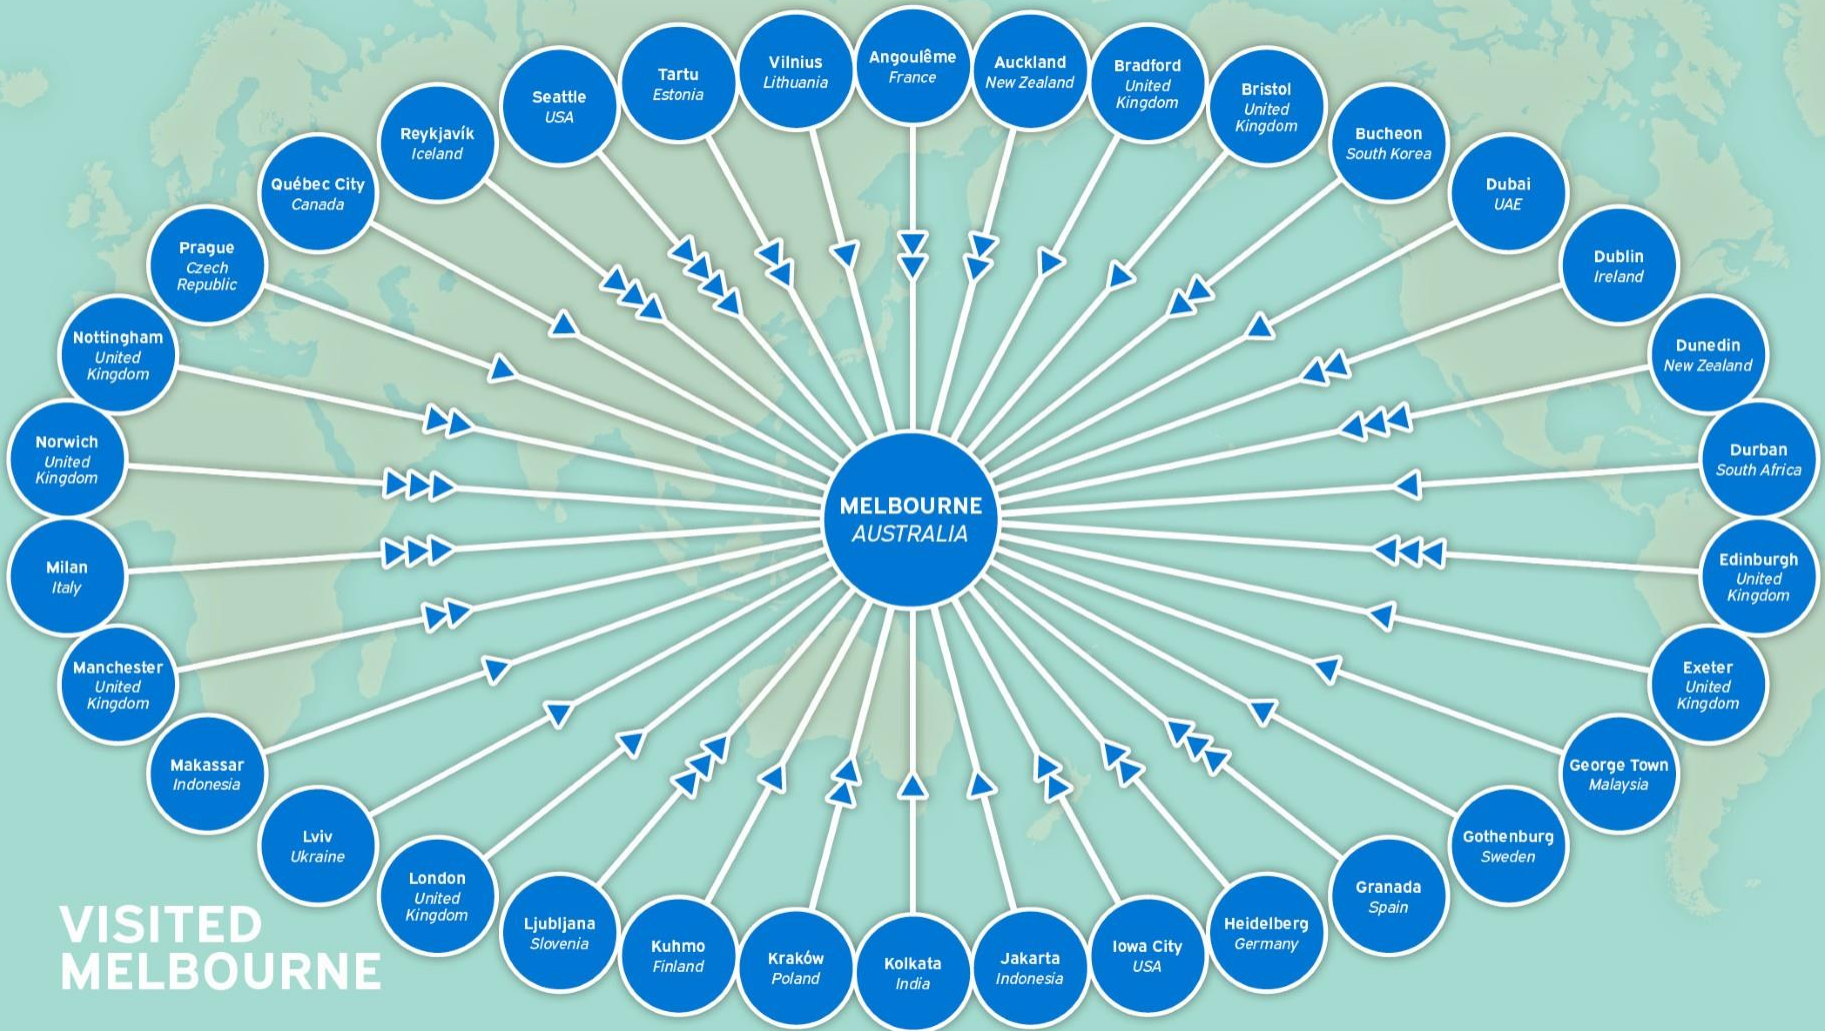 Angoulême
France
Auckland
New Zealand
Bradford
United
Kingdom
Bristol
United
Kingdom
Bucheon
South Korea
Dubai
UAE
Dublin
Ireland
Dunedin
New Zealand
Durban
South Africa
Edinburgh
United
Kingdom
Exeter
United
Kingdom
George Town
Malaysia
Gothenburg
Sweden
Granada
Spain
Heidelberg
Germany
Iowa City
USA
Jakarta
Indonesia
Kolkata
India
Kraków
Poland
Kuhmo
Finland
Ljubljana
Slovenia
London
United
Kingdom
Lviv
Ukraine
Makassar
Indonesia
Manchester
United
Kingdom
Milan
Italy
Norwich
United
Kingdom
Nottingham
United
Kingdom
Prague
Czech
Republic
Québec City
Canada
Reykjavík
Iceland
Seattle
USA
Tartu
Estonia
Vilnius
Lithuania
MELBOURNE
AUSTRALIA
VISITED
MELBOURNE